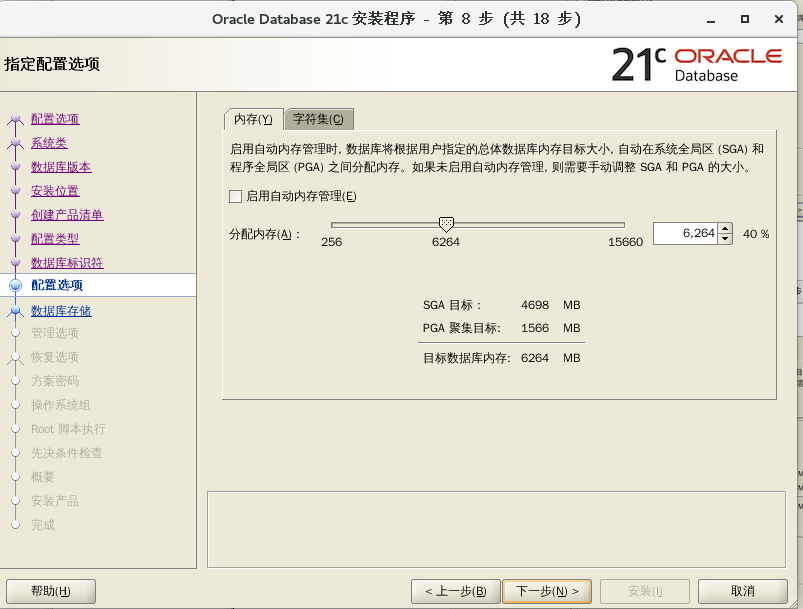 Oracle Database 21c 安装程序 - 第 8 步 (共 18 步)
指定配置选项
21c ORACLE
Database
配置选项
系统类
数据库版本
安装位置
创建产品清单
配置类型
数据库标识符
配置选项
数据库存储
管理选项
恢复选项
方案密码
操作系统组
Root 脚本执行
先决条件检查
概要
安装产品
完成
内存(Y) 字符集(C)
启用自动内存管理时, 数据库将根据用户指定的总体数据库内存目标大小, 自动在系统全局区 (SGA) 和
程序全局区 (PGA) 之间分配内存。如果未启用自动内存管理, 则需要手动调整 SGA 和 PGA 的大小。
启用自动内存管理(E)
分配内存(A)： 6,264 40 %
256 6264 15660
SGA 目标： 4698 MB
PGA 聚集目标: 1566 MB
目标数据库内存: 6264 MB
帮助(H) < 上一步(B) 下一步(N) > 安装(I) 取消